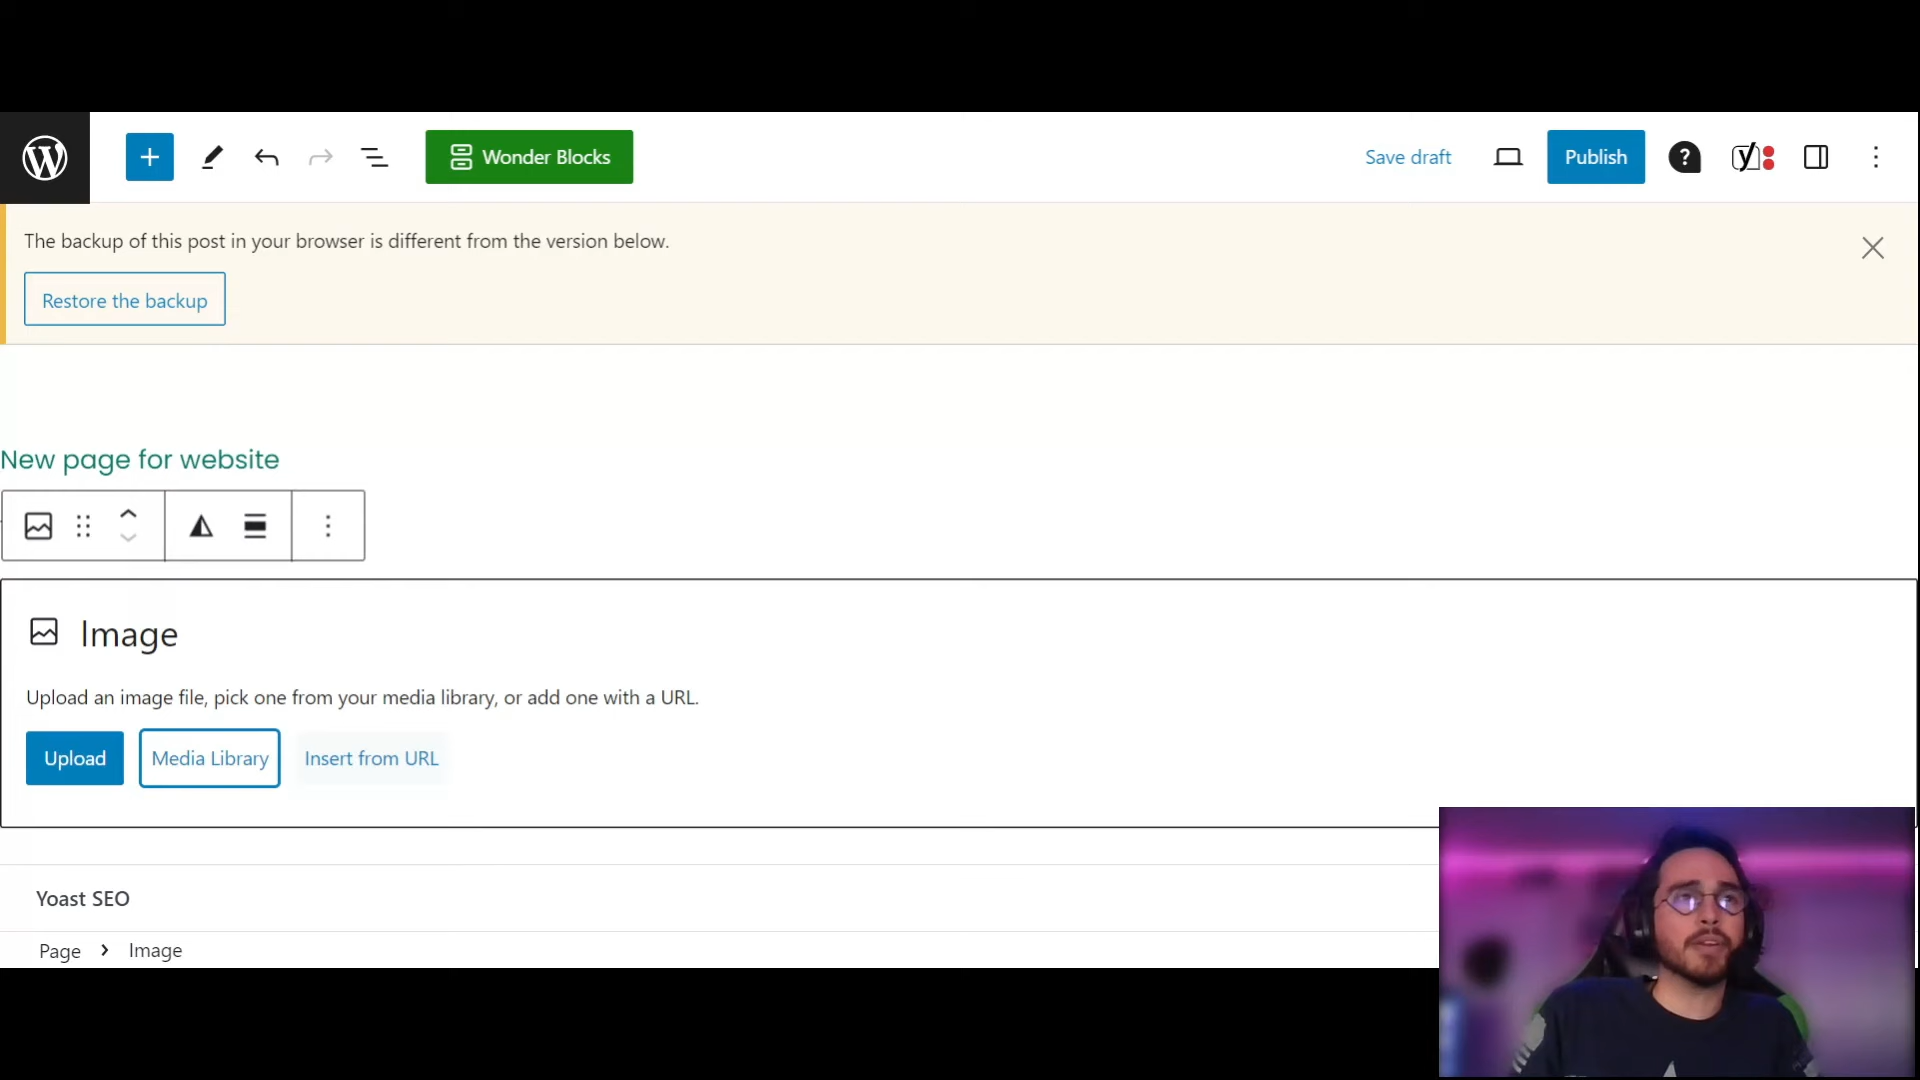 Wonder Blocks
Save draft
Publish
?
The backup of this post in your browser is different from the version below.
Restore the backup
New page for website
Image
Upload an image file, pick one from your media library, or add one with a URL.
Upload
Media Library
Insert from URL
Yoast SEO
Page > Image